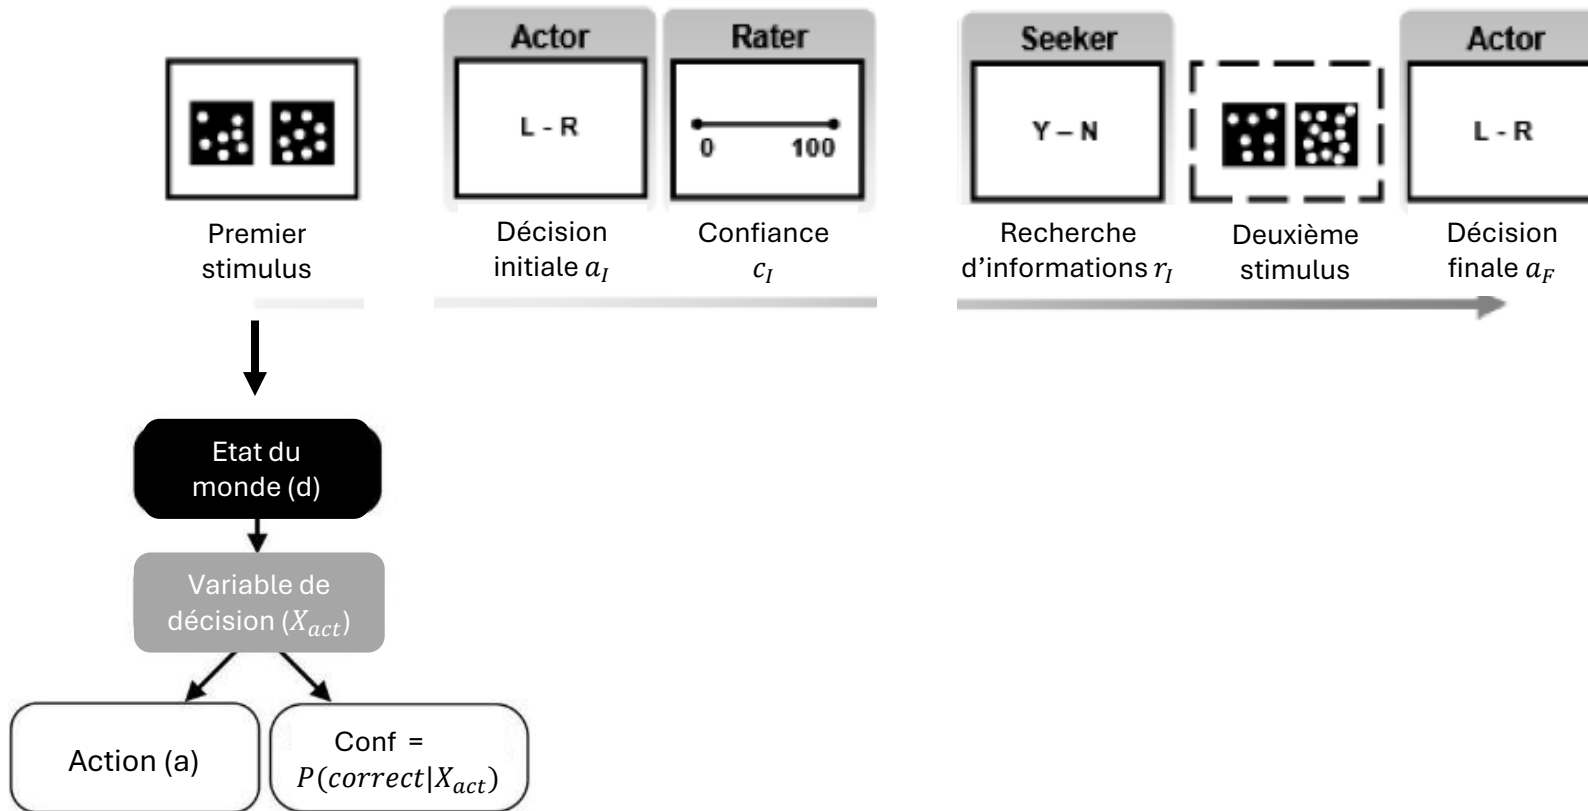 Actor
Rater
Seeker
Actor
L - R
0 100
Y – N
L - R
Premier
stimulus
Décision
initiale a_I
Confiance
c_I
Recherche
d'informations r_I
Deuxième
stimulus
Décision
finale a_F
Etat du
monde (d)
Variable de
décision (X_act)
Action (a)
Conf =
P(correct|X_act)